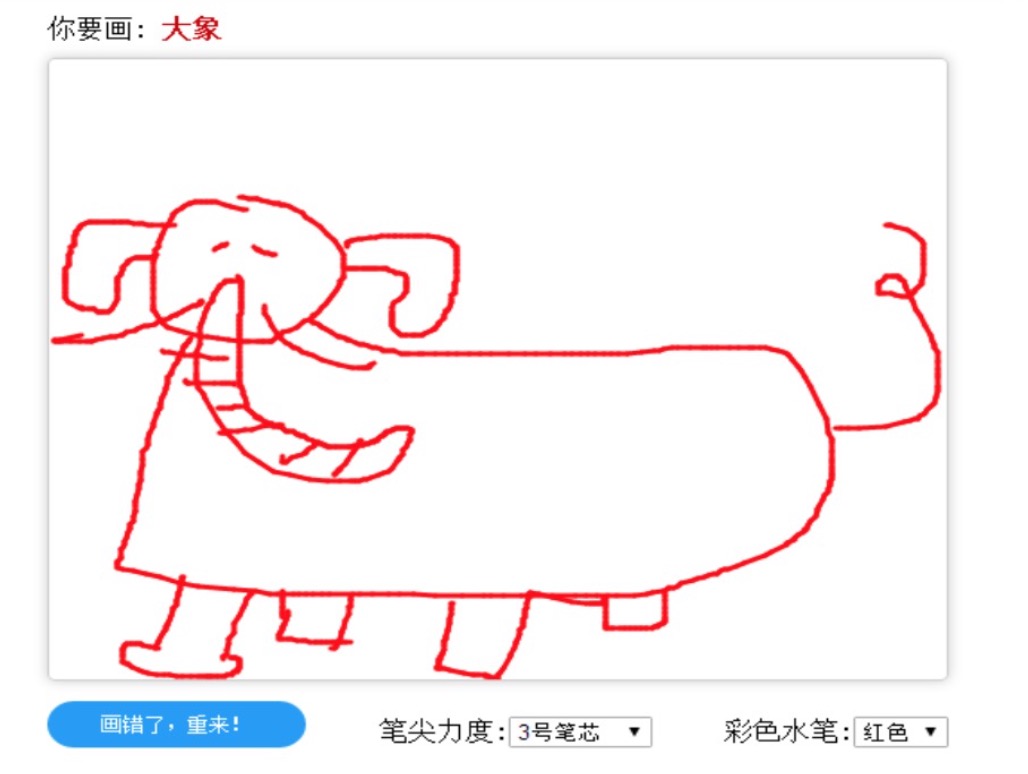 你要画：大象
画错了，重来！
笔尖力度：3号笔芯
彩色水笔：红色